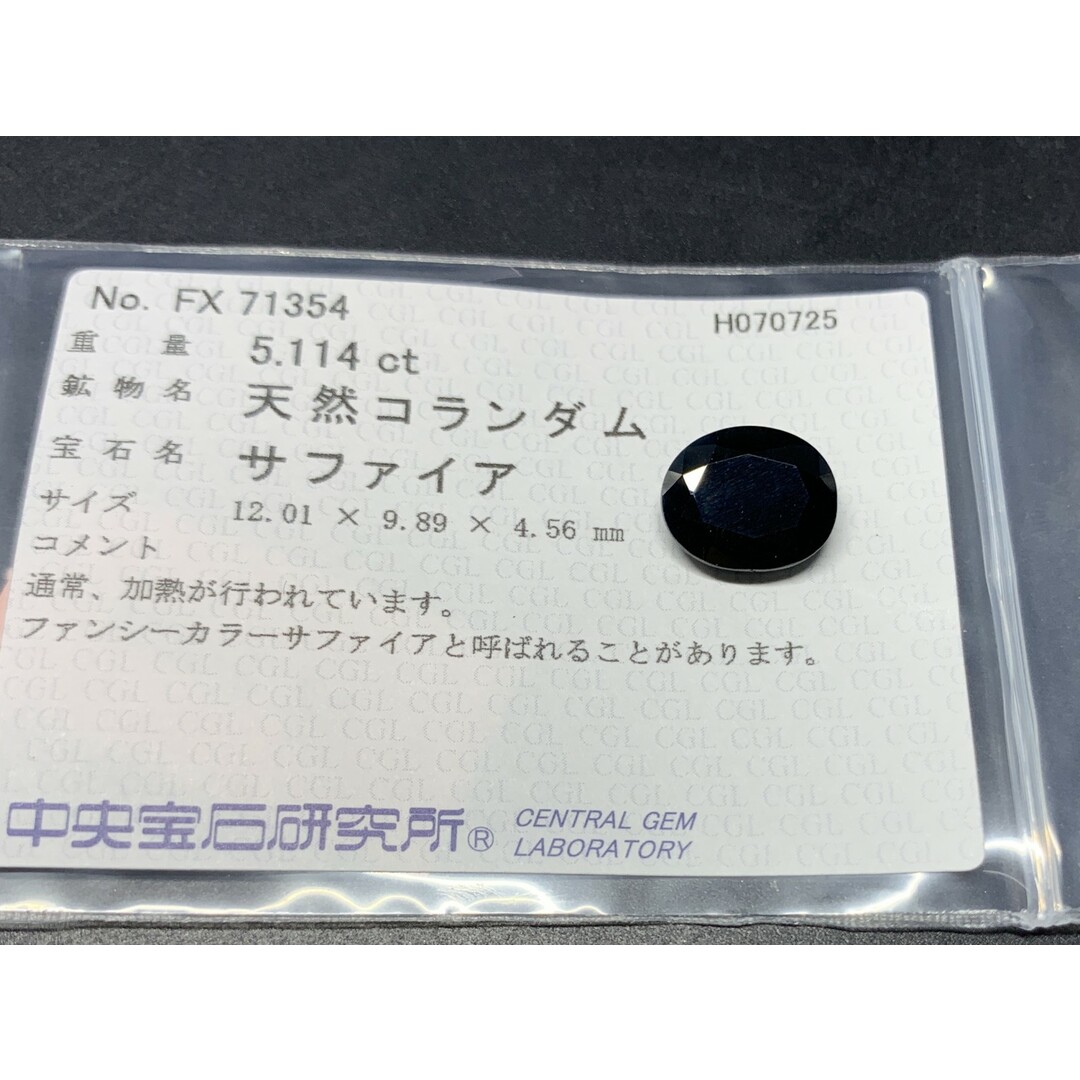 No. FX 71354
H070725
重 量 5.114 ct
鉱 物 名 天然コランダム
宝 石 名 サファイア
サイズ 12.01 × 9.89 × 4.56 mm
コメント
通常、加熱が行われています。
ファンシーカラーサファイアと呼ばれることがあります。
中央宝石研究所® CENTRAL GEM
LABORATORY